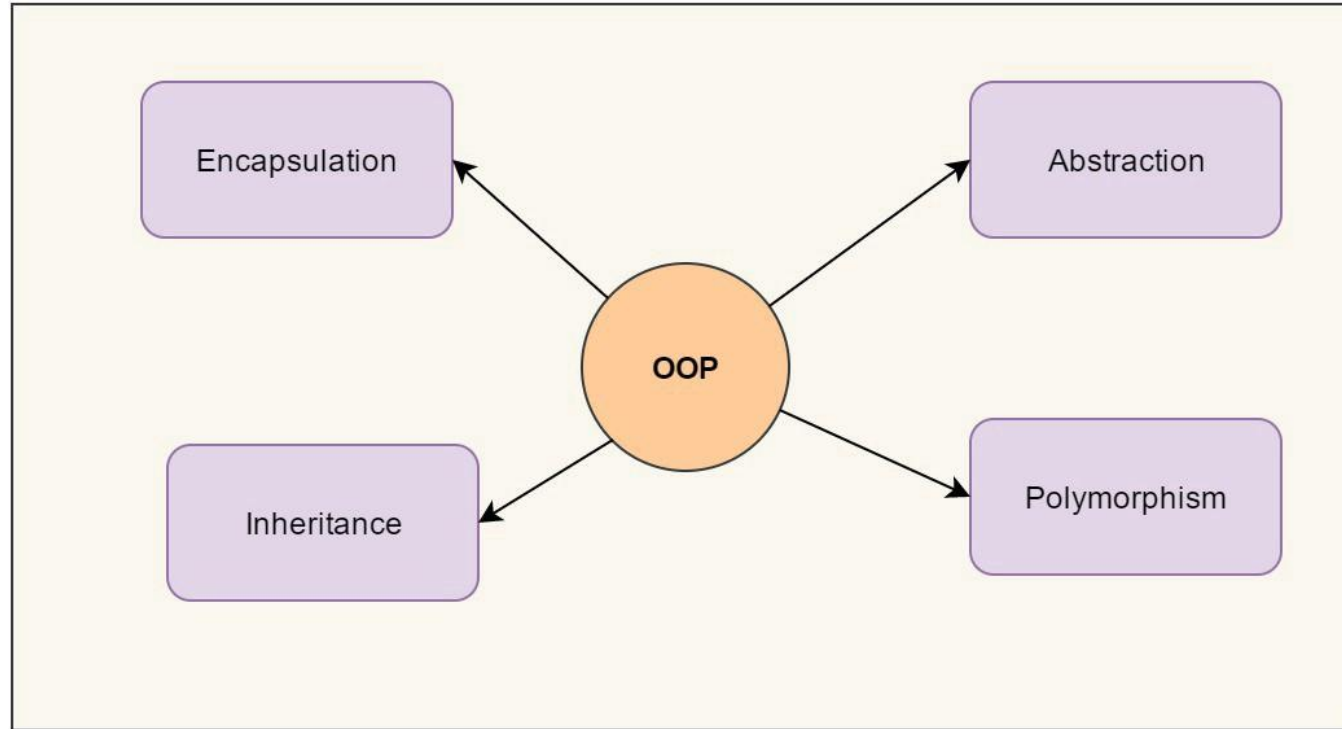 Encapsulation
Abstraction
OOP
Inheritance
Polymorphism